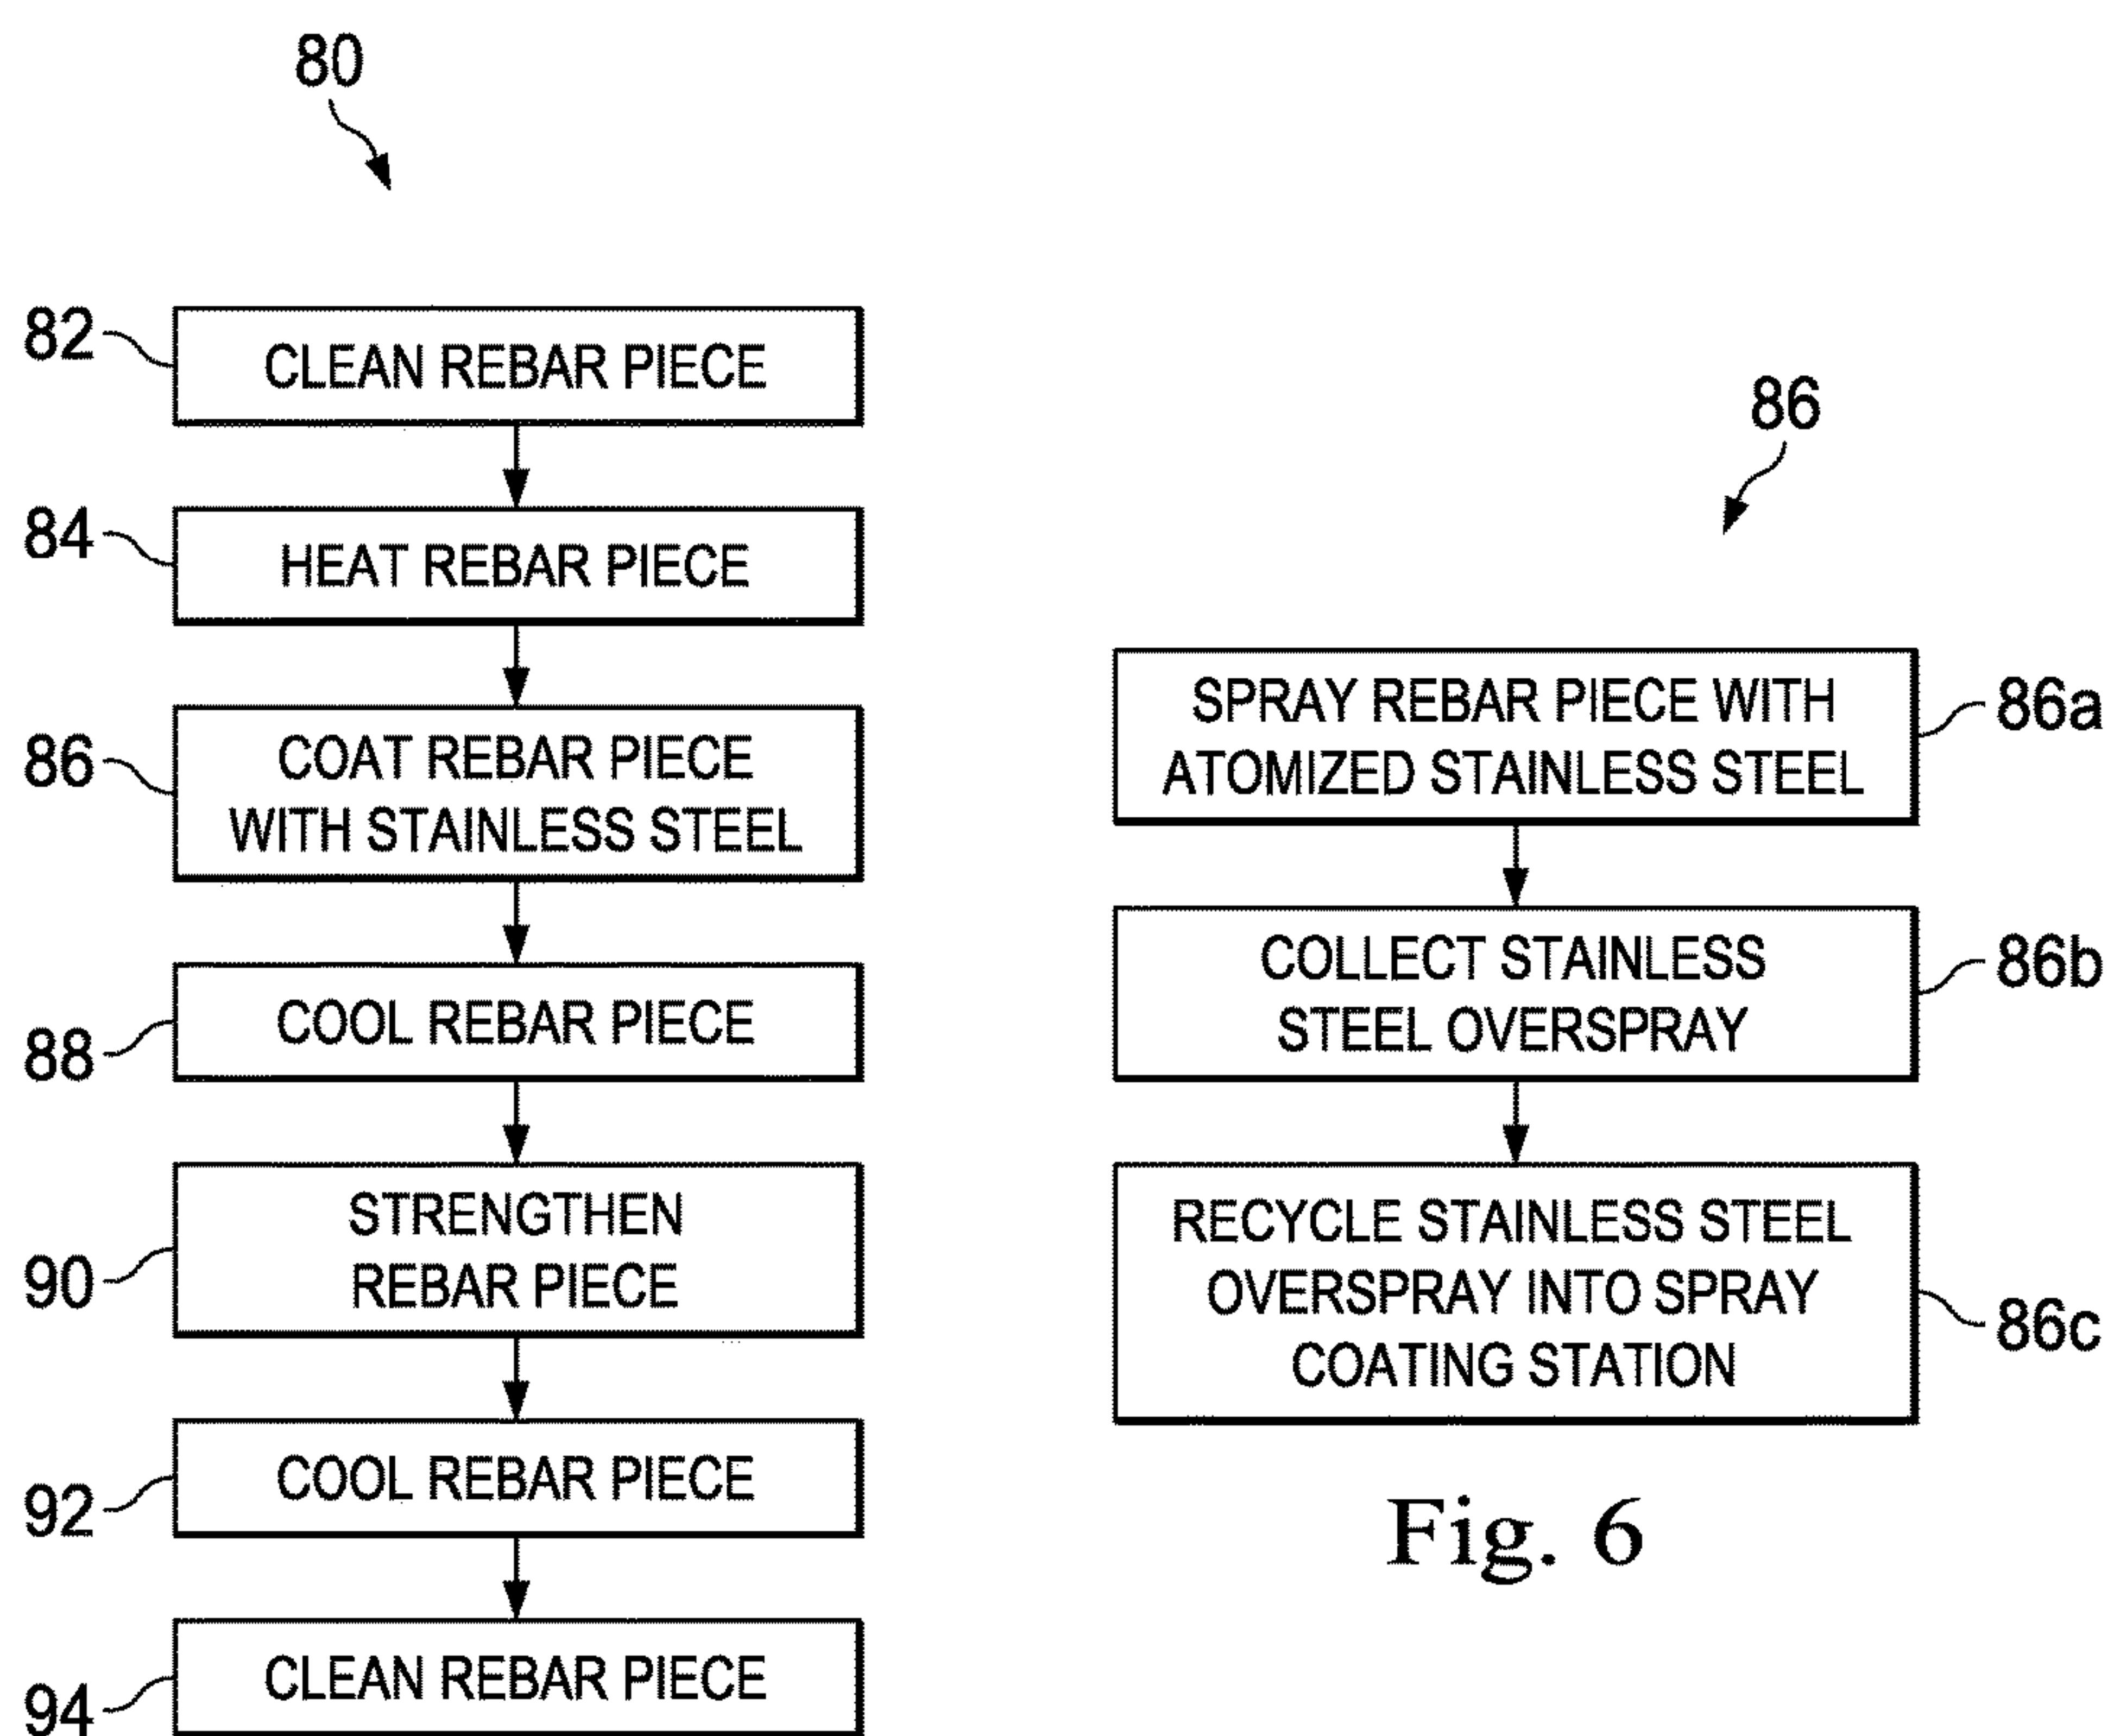 80
82
CLEAN REBAR PIECE
84
HEAT REBAR PIECE
86
COAT REBAR PIECE
WITH STAINLESS STEEL
88
COOL REBAR PIECE
90
STRENGTHEN
REBAR PIECE
92
COOL REBAR PIECE
94
CLEAN REBAR PIECE
86
SPRAY REBAR PIECE WITH
ATOMIZED STAINLESS STEEL
86a
COLLECT STAINLESS
STEEL OVERSPRAY
86b
RECYCLE STAINLESS STEEL
OVERSPRAY INTO SPRAY
COATING STATION
86c
Fig. 6